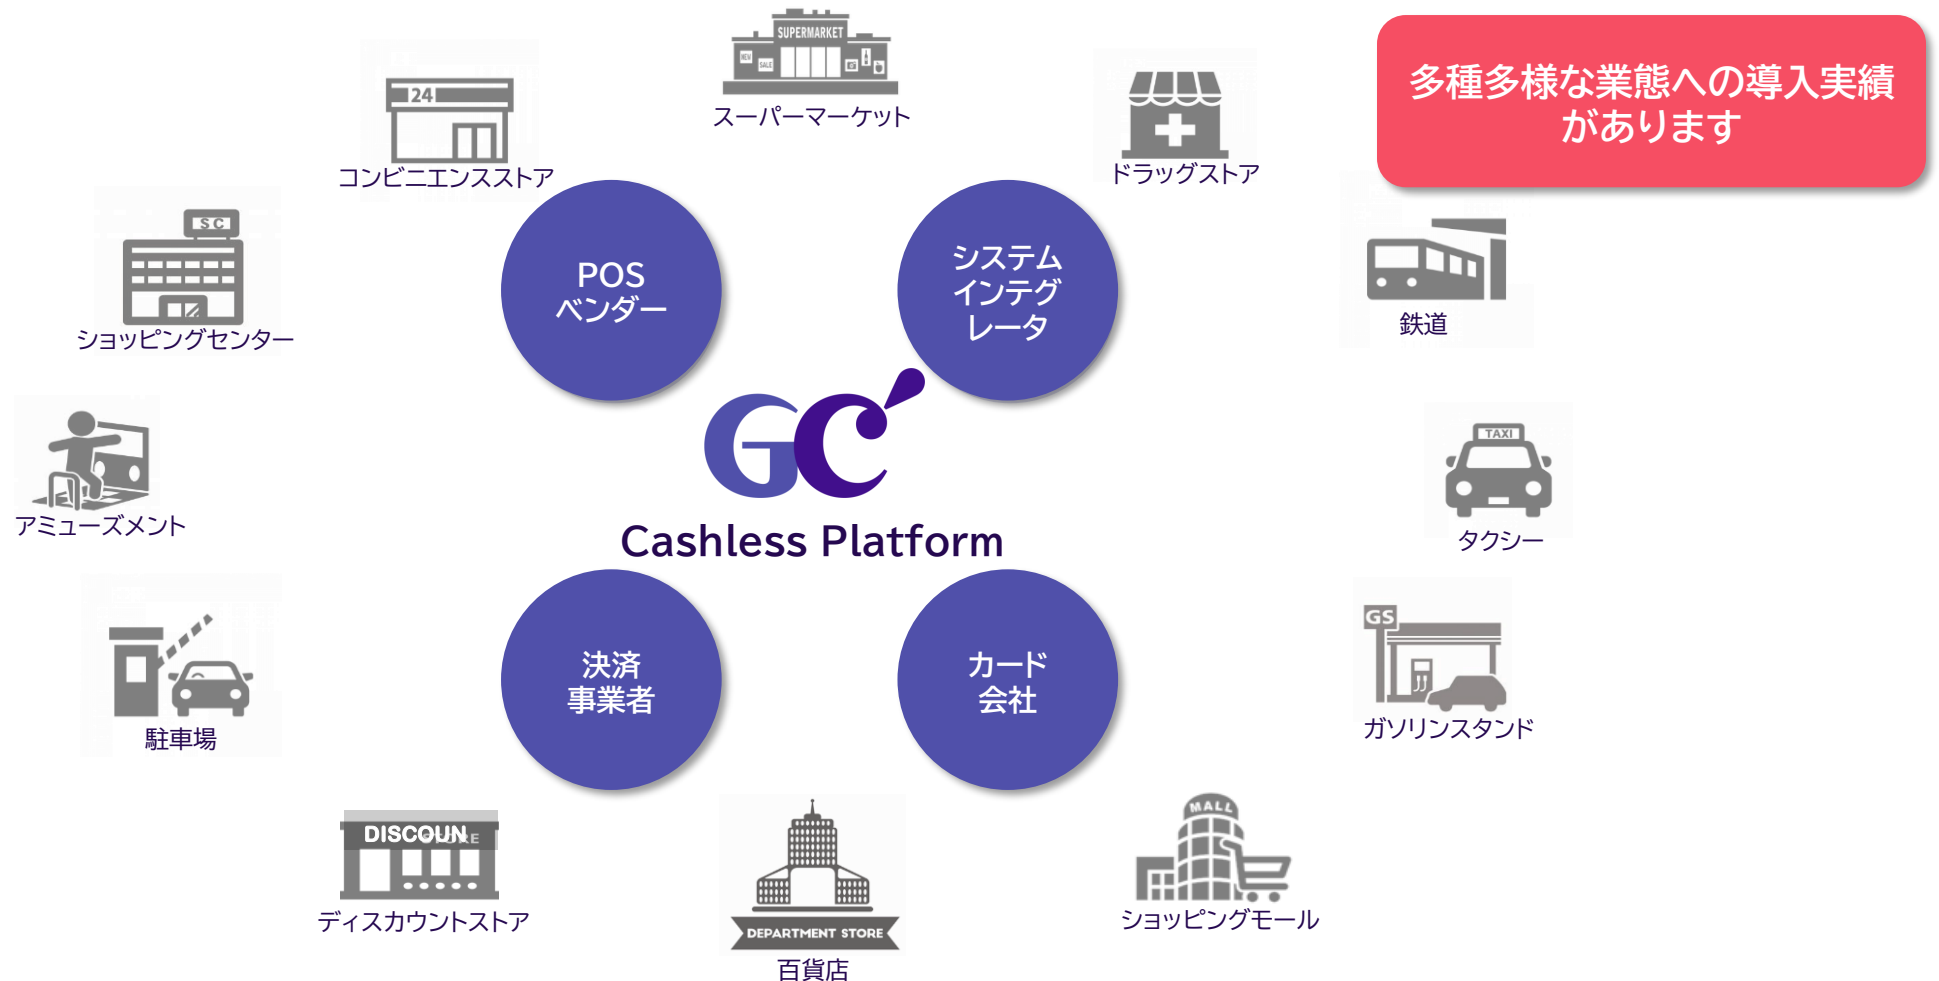 多種多様な業態への導入実績
があります
SUPERMARKET
NEW
SALE
スーパーマーケット
24
コンビニエンスストア
ドラッグストア
SC
ショッピングセンター
POS
ベンダー
システム
インテグ
レータ
鉄道
GC
Cashless Platform
アミューズメント
TAXI
タクシー
駐車場
決済
事業者
カード
会社
GS
ガソリンスタンド
DISCOUN
STORE
ディスカウントストア
DEPARTMENT STORE
百貨店
MALL
ショッピングモール